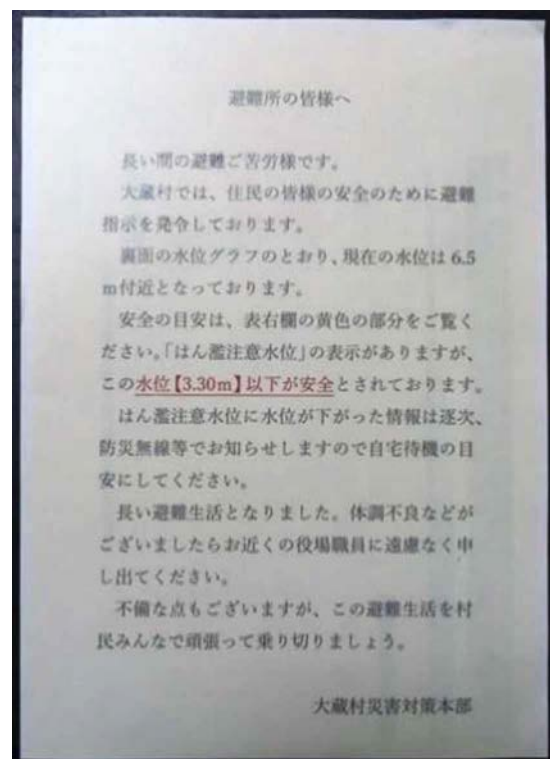 避難所の皆様へ
長い間の避難ご苦労様です。
大蔵村では、住民の皆様の安全のために避難
指示を発令しております。
裏面の水位グラフのとおり、現在の水位は 6.5
m付近となっております。
安全の目安は、表右欄の黄色の部分をご覧く
ださい。「はん濫注意水位」の表示がありますが、
この水位【3.30m】以下が安全とされております。
はん濫注意水位に水位が下がった情報は逐次、
防災無線等でお知らせしますので自宅待機の目
安にしてください。
長い避難生活となりました。体調不良などが
ございましたらお近くの役場職員に遠慮なく申
し出てください。
不備な点もございますが、この避難生活を村
民みんなで頑張って乗り切りましょう。
大蔵村災害対策本部